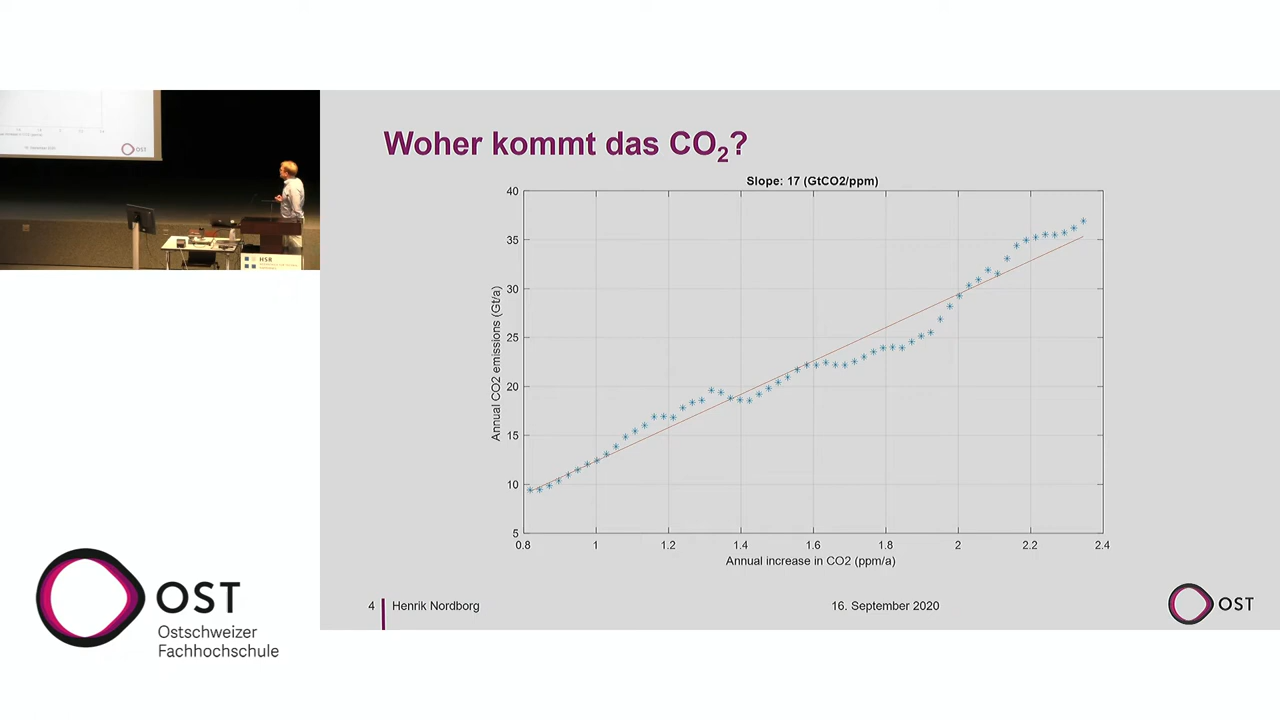 Woher kommt das CO2?
Slope: 17 (GtCO2/ppm)
Annual CO2 emissions (Gt/a)
40
35
30
25
20
15
10
5
0.8 1 1.2 1.4 1.6 1.8 2 2.2 2.4
Annual increase in CO2 (ppm/a)
4 Henrik Nordborg 16. September 2020
OST
OST
HSR
OST
Ostschweizer
Fachhochschule